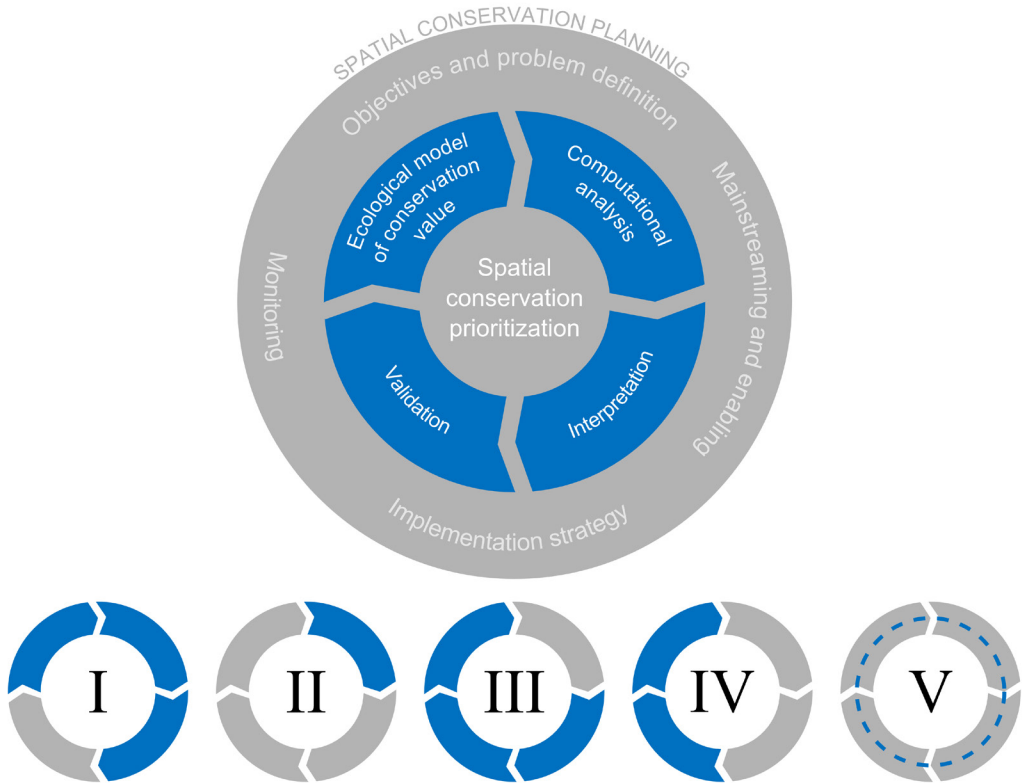 SPATIAL CONSERVATION PLANNING
Objectives and problem definition
Mainstreaming and enabling
Implementation strategy
Monitoring
Ecological model
of conservation
value
Computational
analysis
Interpretation
Validation
Spatial
conservation
prioritization
I
II
III
IV
V